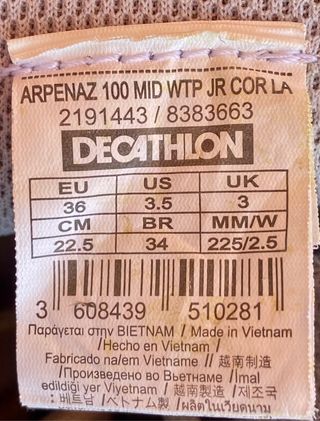 ARPENAZ 100 MID WTP JR COR LA
2191443 / 8383663
DECATHLON
EU US UK
36 3.5 3
CM BR MM/W
22.5 34 225/2.5
3 608439 510281
Παράγεται στην ΒΙΕΤΝΑΜ / Made in Vietnam
/Hecho en Vietnam /
Fabricado na/em Vietname // 越南制造
/Произведено во Вьетнаме /Imal
edildiği yer Viyetnam / 越南製造 /제조국
: 베트남 /ベトナム製 /ผลิตในเวียดนาม